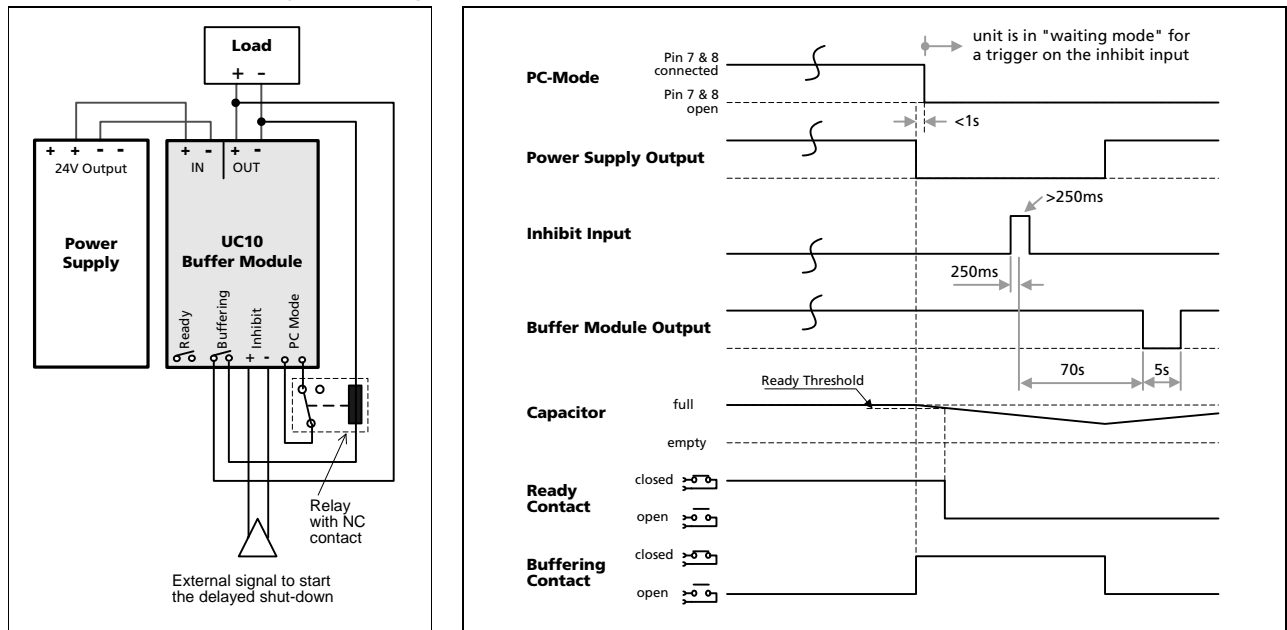 Load
+ -
+ + - -
24V Output
+ - + -
IN OUT
Power
Supply
UC10
Buffer Module
Ready
Buffering
Inhibit
PC Mode
+ -
Relay
with NC
contact
External signal to start
the delayed shut-down
unit is in "waiting mode" for
a trigger on the inhibit input
PC-Mode
Pin 7 & 8
connected
Pin 7 & 8
open
<1s
Power Supply Output
>250ms
Inhibit Input
250ms
Buffer Module Output
70s
5s
Ready Threshold
Capacitor
full
empty
Ready
Contact
closed
open
Buffering
Contact
closed
open